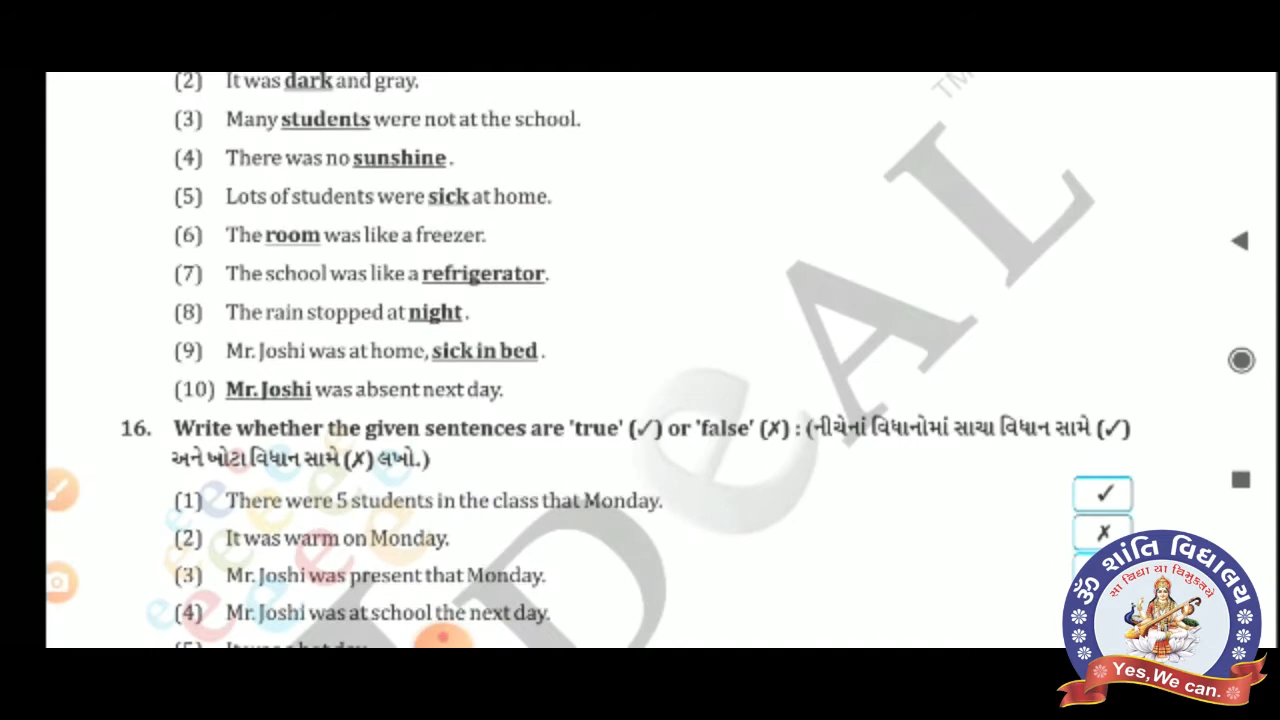 TM
(2) It was dark and gray.
(3) Many students were not at the school.
(4) There was no sunshine.
(5) Lots of students were sick at home.
(6) The room was like a freezer.
(7) The school was like a refrigerator.
(8) The rain stopped at night.
(9) Mr. Joshi was at home, sick in bed.
(10) Mr. Joshi was absent next day.
16. Write whether the given sentences are 'true' (✓) or 'false' (✗) : (નીચેનાં વિધાનોમાં સાચા વિધાન સામે (✓)
અને ખોટા વિધાન સામે (✗) લખો.)
(1) There were 5 students in the class that Monday. ✓
(2) It was warm on Monday. ✗
(3) Mr. Joshi was present that Monday.
(4) Mr. Joshi was at school the next day.
IDeAL
ૐ શાંતિ વિદ્યાલય
સા વિદ્યા યા વિમુક્તયે
Yes, We can.